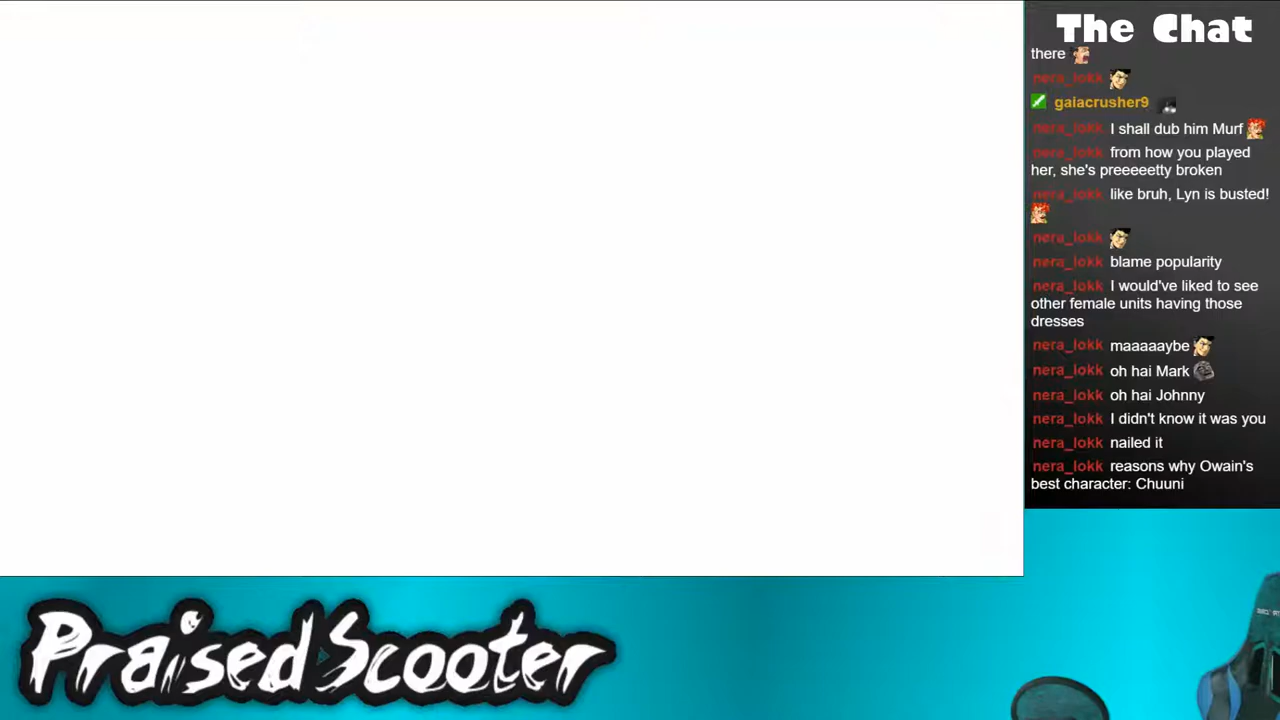 The Chat
there
nera_lokk
gaiacrusher9
nera_lokk I shall dub him Murf
nera_lokk from how you played
her, she's preeeeetty broken
nera_lokk like bruh, Lyn is busted!
nera_lokk
nera_lokk blame popularity
nera_lokk I would've liked to see
other female units having those
dresses
nera_lokk maaaaaybe
nera_lokk oh hai Mark
nera_lokk oh hai Johnny
nera_lokk I didn't know it was you
nera_lokk nailed it
nera_lokk reasons why Owain's
best character: Chuuni
PraisedScooter